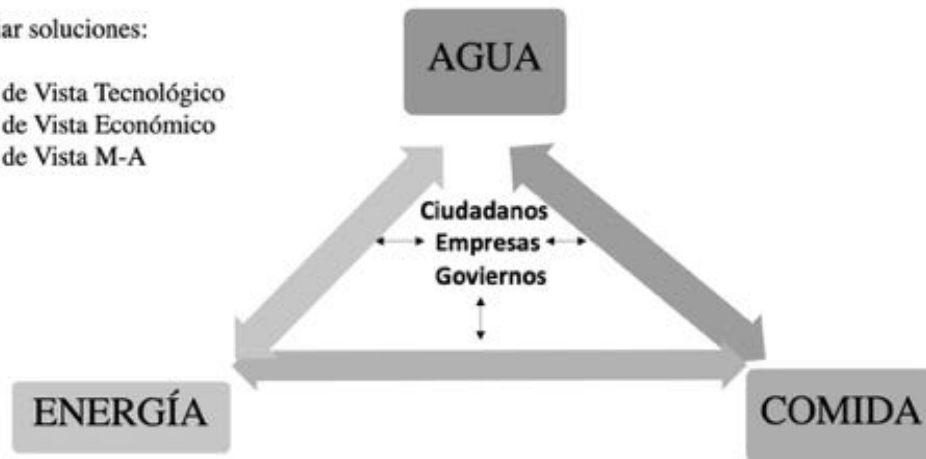 ar soluciones:
de Vista Tecnológico
de Vista Económico
de Vista M-A
AGUA
Ciudadanos
Empresas
Goviernos
ENERGÍA
COMIDA